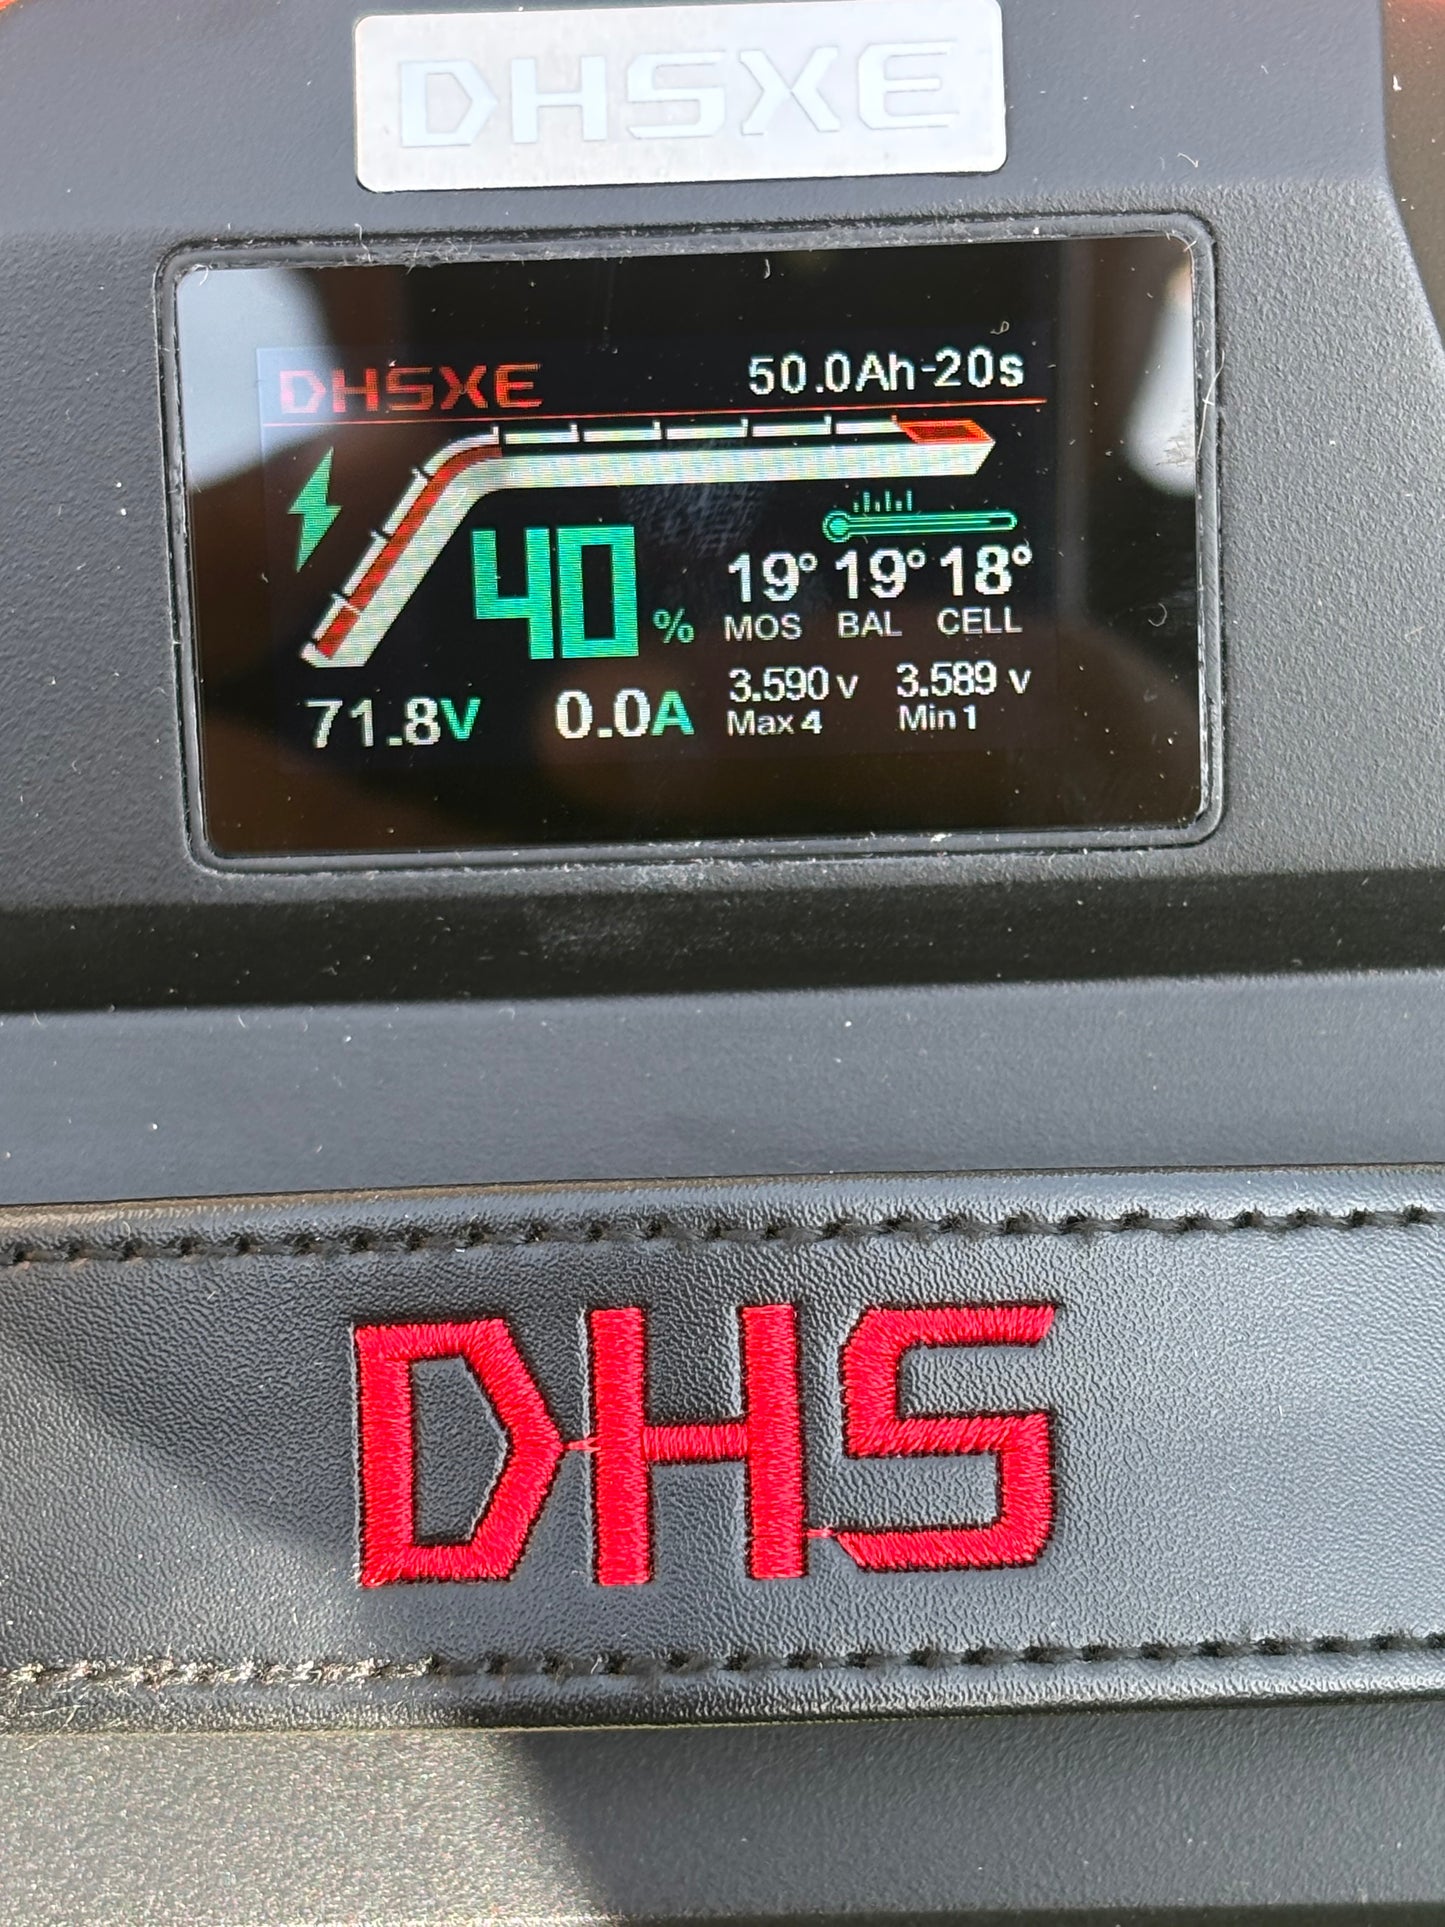 DHSXE
DHSXE 50.0Ah-20s
40 %
19° 19° 18°
MOS BAL CELL
71.8V 0.0A
3.590 v 3.589 v
Max 4 Min 1
DHS